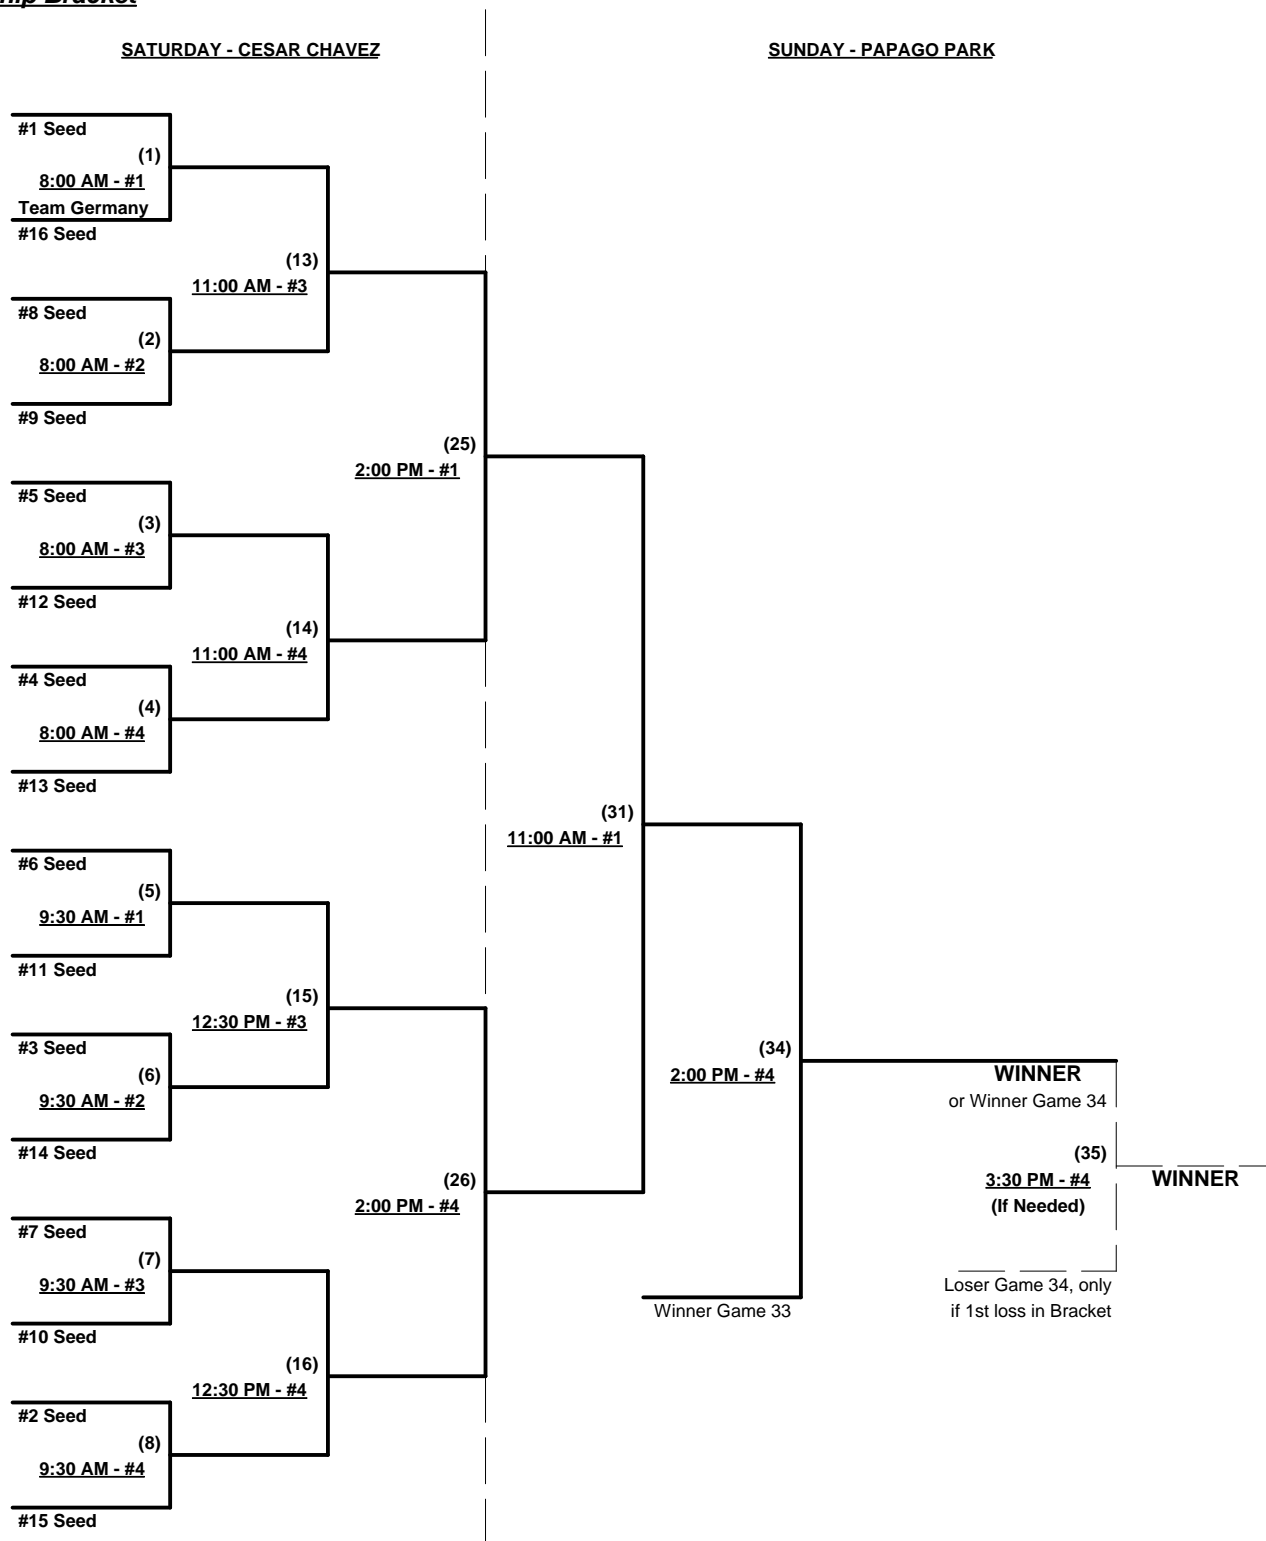 hip Bracket
SATURDAY - CESAR CHAVEZ
SUNDAY - PAPAGO PARK
#1 Seed
(1)
8:00 AM - #1
Team Germany
#16 Seed
(13)
11:00 AM - #3
#8 Seed
(2)
8:00 AM - #2
#9 Seed
(25)
2:00 PM - #1
#5 Seed
(3)
8:00 AM - #3
#12 Seed
(14)
11:00 AM - #4
#4 Seed
(4)
8:00 AM - #4
#13 Seed
(31)
11:00 AM - #1
#6 Seed
(5)
9:30 AM - #1
#11 Seed
(15)
12:30 PM - #3
#3 Seed
(6)
9:30 AM - #2
#14 Seed
(34)
2:00 PM - #4
WINNER
or Winner Game 34
(35)
3:30 PM - #4
(If Needed)
WINNER
(26)
2:00 PM - #4
#7 Seed
(7)
9:30 AM - #3
#10 Seed
Winner Game 33
Loser Game 34, only
if 1st loss in Bracket
(16)
12:30 PM - #4
#2 Seed
(8)
9:30 AM - #4
#15 Seed